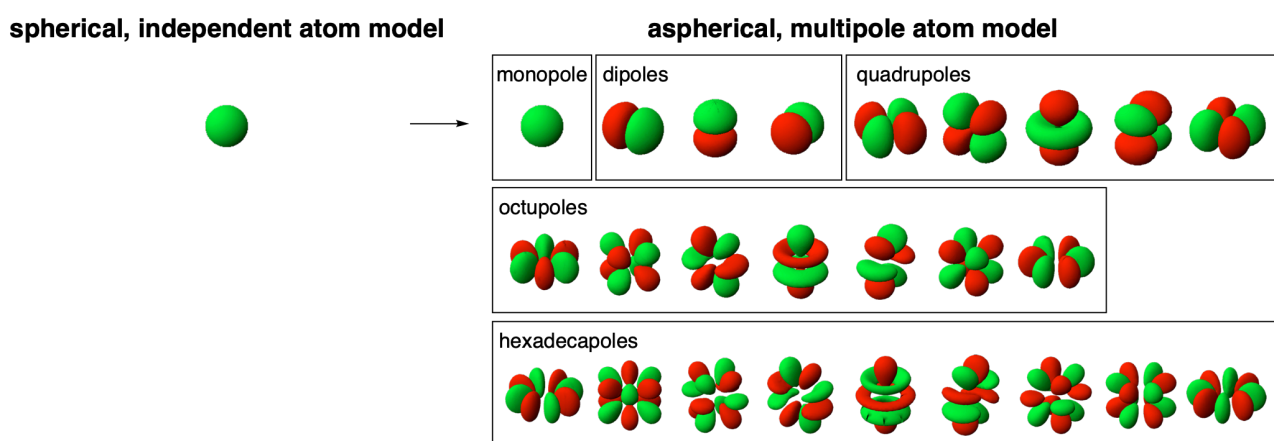 spherical, independent atom model
aspherical, multipole atom model
monopole
dipoles
quadrupoles
octupoles
hexadecapoles